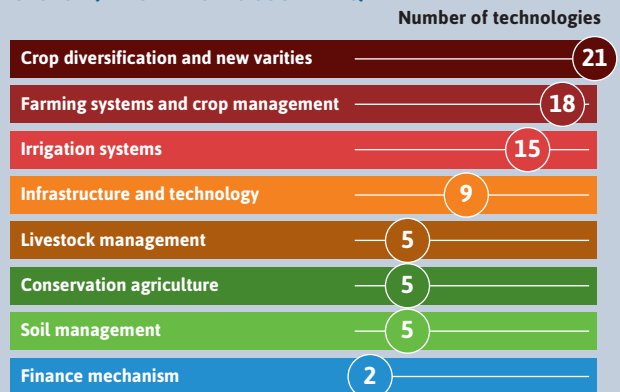 Number of technologies
Crop diversification and new varities 21
Farming systems and crop management 18
Irrigation systems 15
Infrastructure and technology 9
Livestock management 5
Conservation agriculture 5
Soil management 5
Finance mechanism 2